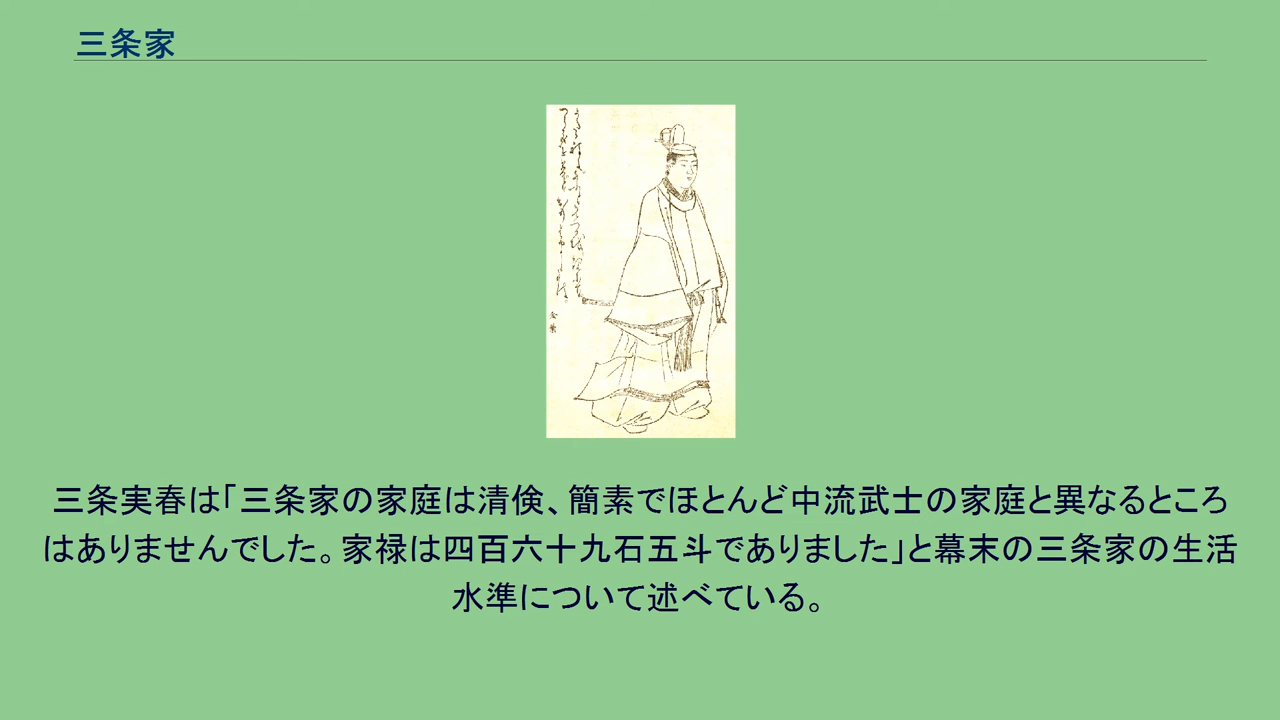 三条家
三条実春は「三条家の家庭は清倹、簡素でほとんど中流武士の家庭と異なるところ
はありませんでした。家禄は四百六十九石五斗でありました」と幕末の三条家の生活
水準について述べている。